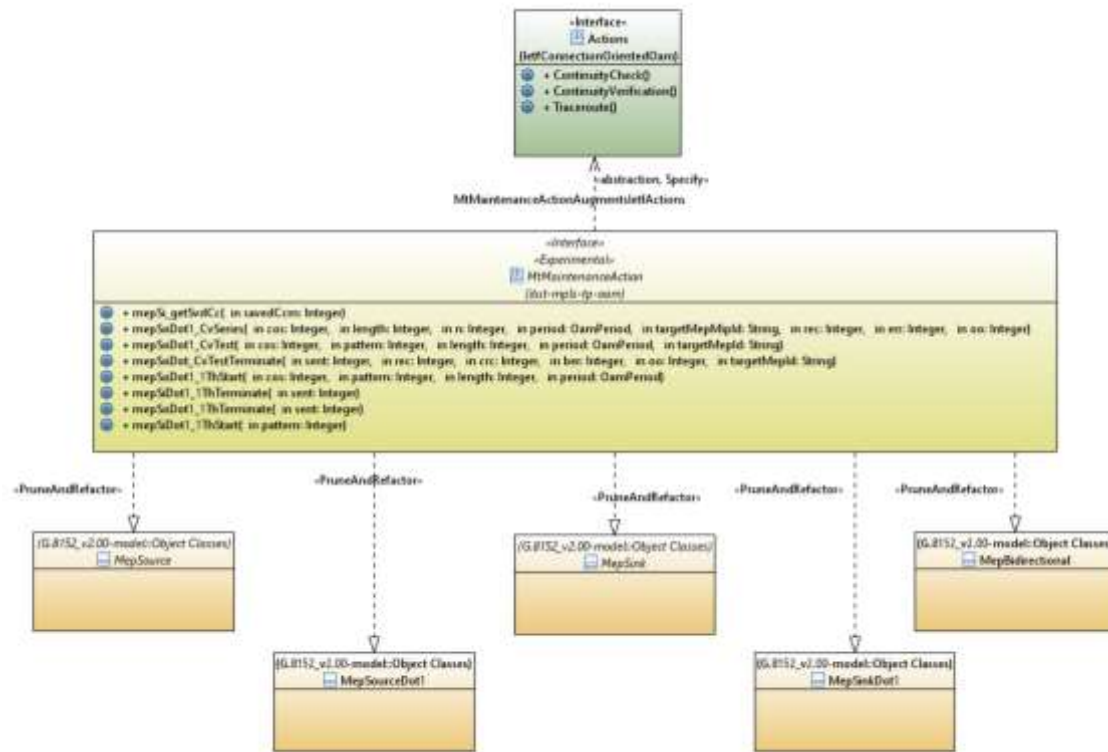 «Interface»
Actions
(IetfConnectionOrientedOam)
+ ContinuityCheck()
+ ContinuityVerification()
+ Traceroute()
«abstraction, Specify»
MtMaintenanceActionAugmentsIetfActions
«Interface»
«Experimental»
MtMaintenanceAction
(itut-mpls-tp-oam)
+ mepSi_getSvdCc( in savedCcm: Integer)
+ mepSoDot1_CvSeries( in cos: Integer, in length: Integer, in n: Integer, in period: OamPeriod, in targetMepMipId: String, in rec: Integer, in err: Integer, in oo: Integer)
+ mepSoDot1_CvTest( in cos: Integer, in pattern: Integer, in length: Integer, in period: OamPeriod, in targetMepId: String)
+ mepSoDot_CvTestTerminate( in sent: Integer, in rec: Integer, in crc: Integer, in ber: Integer, in oo: Integer, in targetMepId: String)
+ mepSoDot1_1ThStart( in cos: Integer, in pattern: Integer, in length: Integer, in period: OamPeriod)
+ mepSiDot1_1ThTerminate( in sent: Integer)
+ mepSoDot1_1ThTerminate( in sent: Integer)
+ mepSiDot1_1ThStart( in pattern: Integer)
«PruneAndRefactor»
«PruneAndRefactor»
«PruneAndRefactor»
«PruneAndRefactor»
«PruneAndRefactor»
(G.8152_v2.00-model::Object Classes)
MepSource
(G.8152_v2.00-model::Object Classes)
MepSink
(G.8152_v2.00-model::Object Classes)
MepBidirectional
(G.8152_v2.00-model::Object Classes)
MepSourceDot1
(G.8152_v2.00-model::Object Classes)
MepSinkDot1